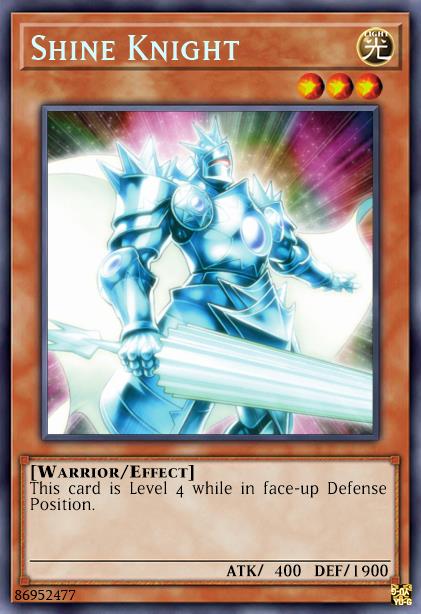 Shine Knight
LIGHT
光
[Warrior/Effect]
This card is Level 4 while in face-up Defense
Position.
ATK/ 400 DEF/1900
86952477